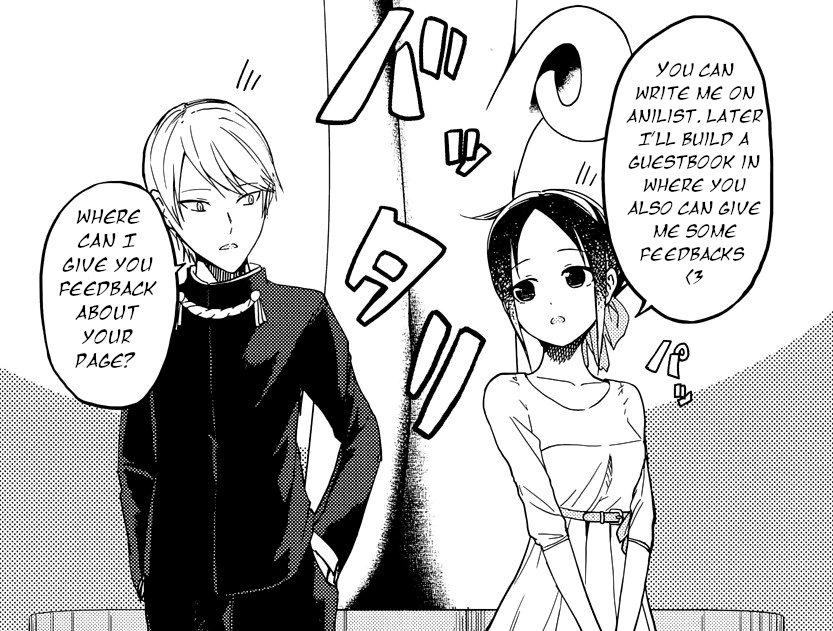 WHERE
CAN I
GIVE YOU
FEEDBACK
ABOUT
YOUR
PAGE?
バッ
タリ
YOU CAN
WRITE ME ON
ANILIST. LATER
I'LL BUILD A
GUESTBOOK IN
WHERE YOU
ALSO CAN GIVE
ME SOME
FEEDBACKS
<3
パッ